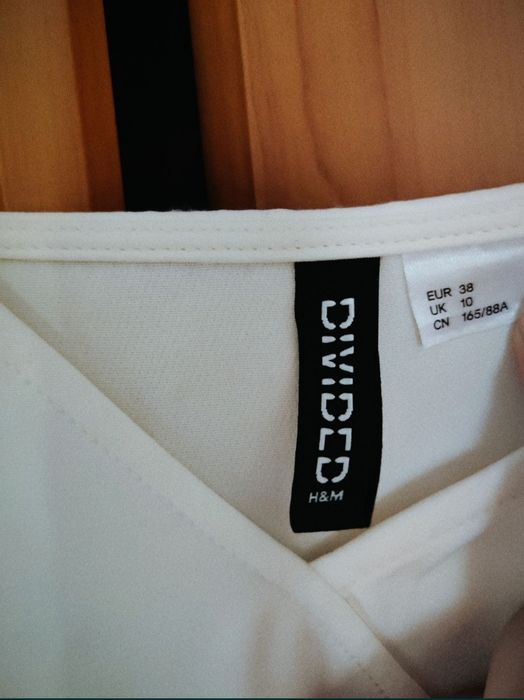 DIVIDED
H&M
EUR 38
UK 10
CN 165/88A